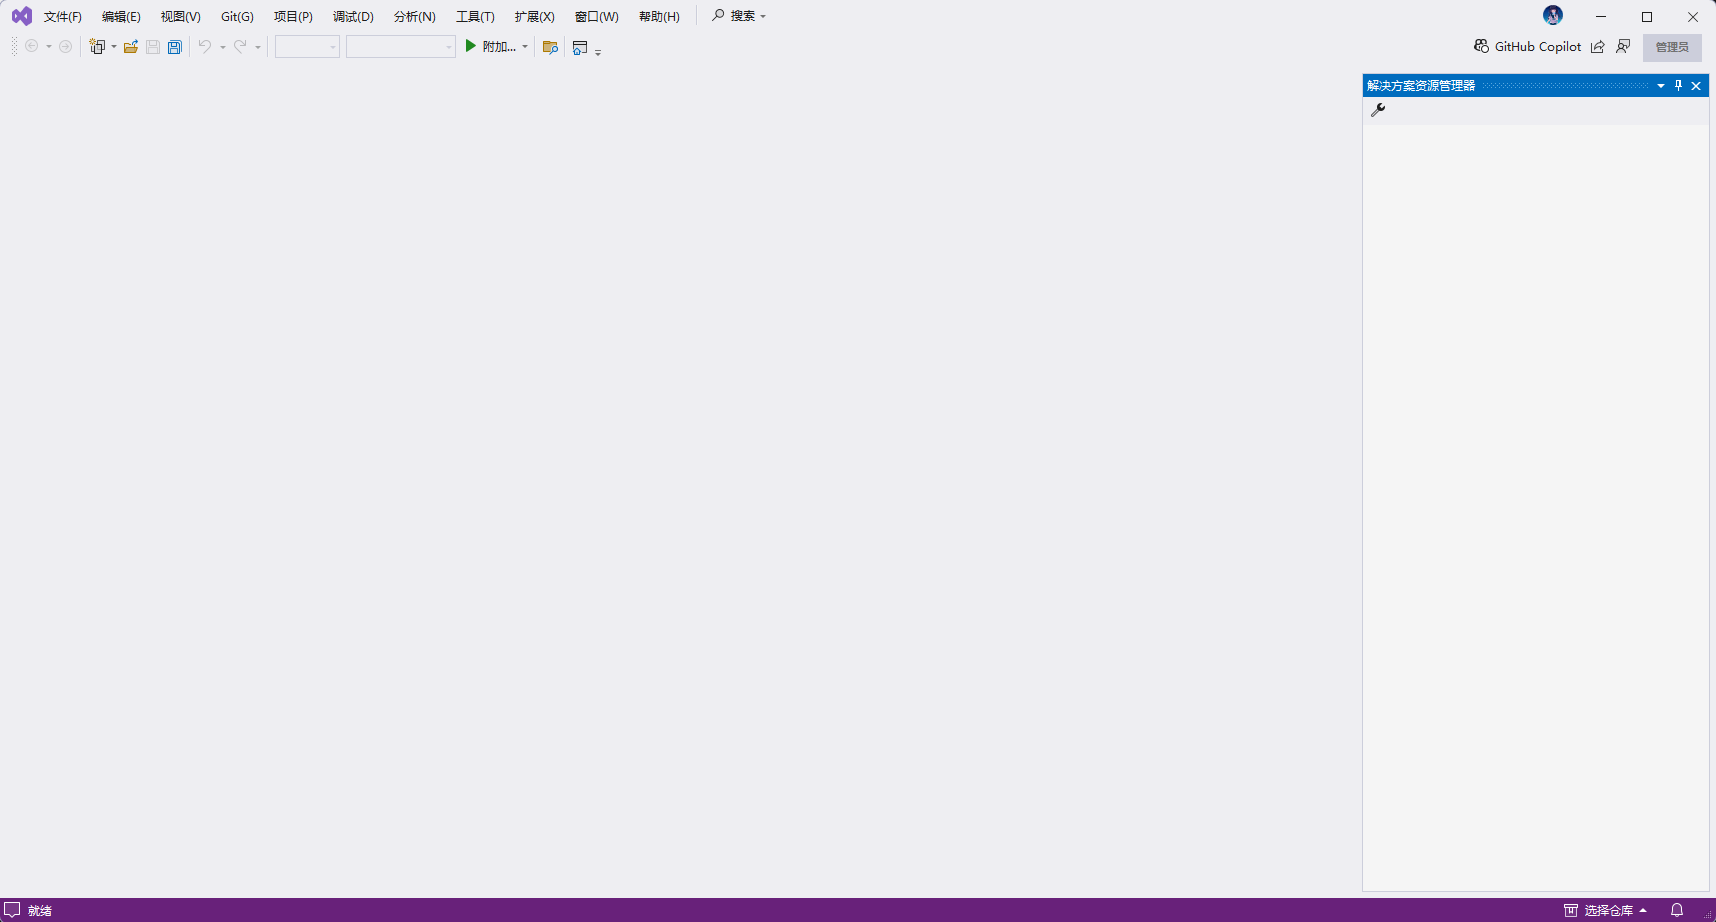 文件(F) 编辑(E) 视图(V) Git(G) 项目(P) 调试(D) 分析(N) 工具(T) 扩展(X) 窗口(W) 帮助(H) 搜索
附加... GitHub Copilot 管理员
解决方案资源管理器
就绪 选择仓库